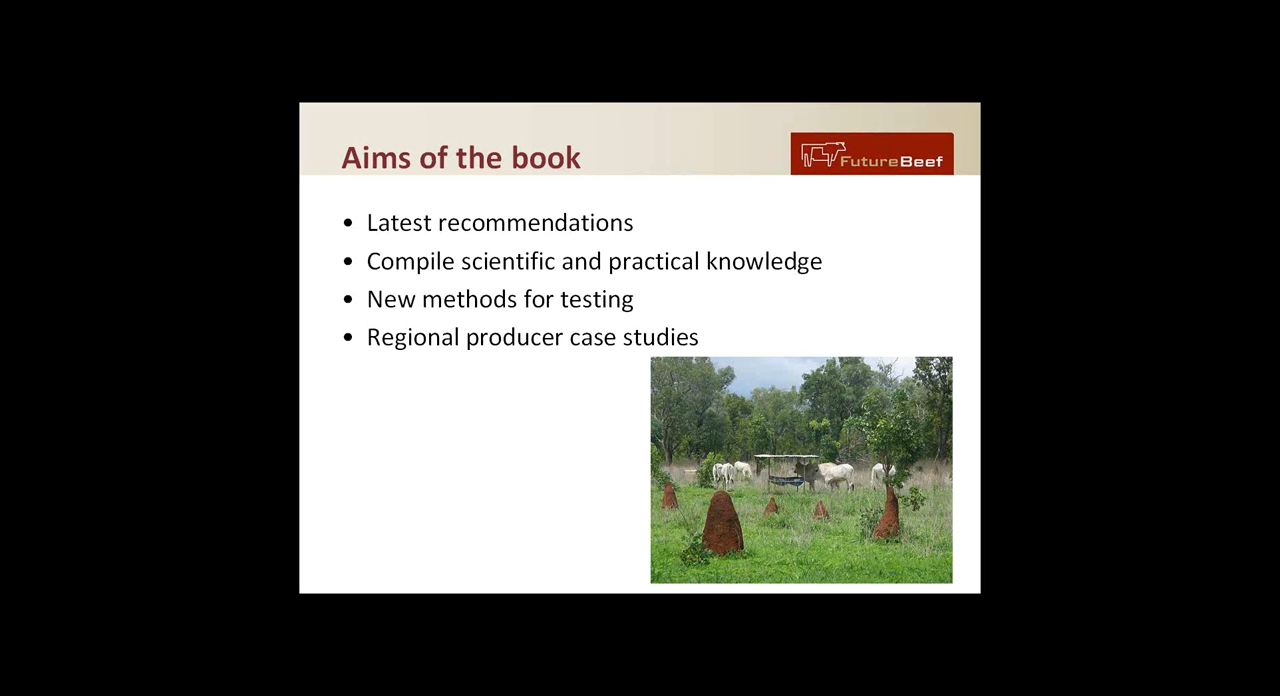 Aims of the book
FutureBeef
• Latest recommendations
• Compile scientific and practical knowledge
• New methods for testing
• Regional producer case studies